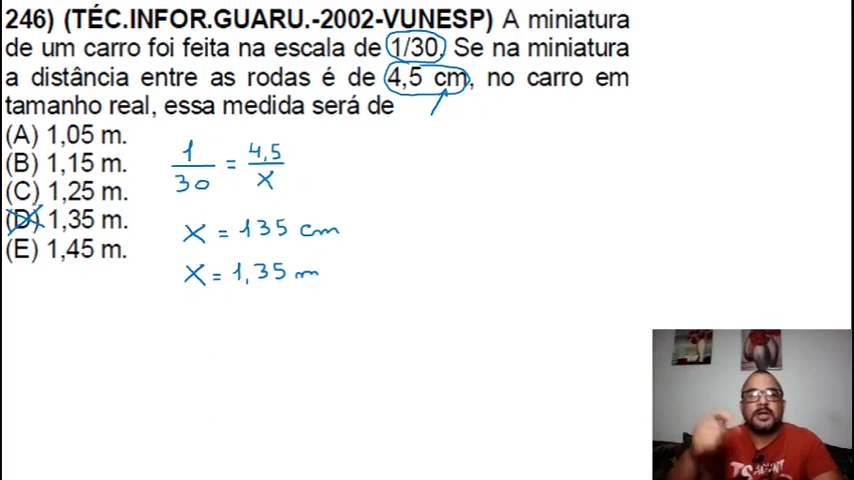 246) (TÉC.INFOR.GUARU.-2002-VUNESP) A miniatura
de um carro foi feita na escala de 1/30. Se na miniatura
a distância entre as rodas é de 4,5 cm, no carro em
tamanho real, essa medida será de
(A) 1,05 m.
(B) 1,15 m.
(C) 1,25 m.
(D) 1,35 m.
(E) 1,45 m.
1/30 = 4,5/X
X = 135 cm
X = 1,35 m